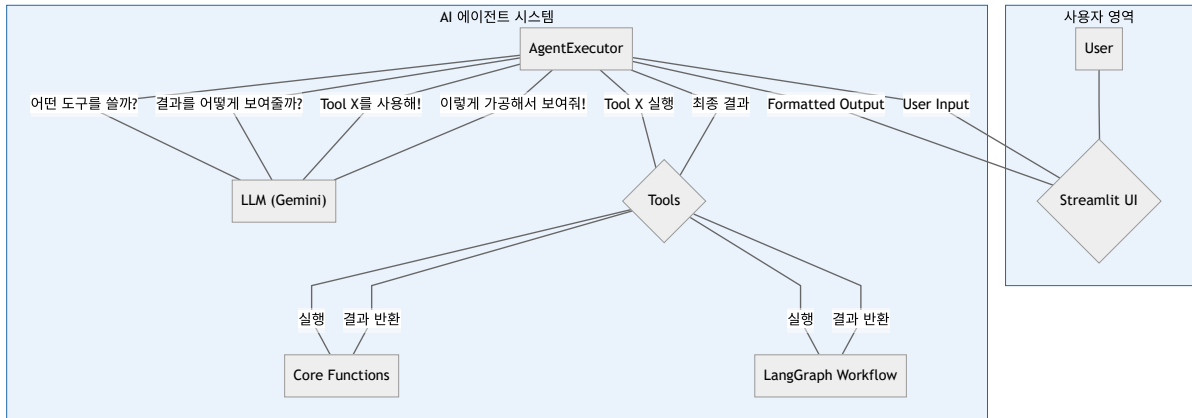 AI 에이전트 시스템
사용자 영역
AgentExecutor
User
어떤 도구를 쓸까?
결과를 어떻게 보여줄까?
Tool X를 사용해!
이렇게 가공해서 보여줘!
Tool X 실행
최종 결과
Formatted Output
User Input
LLM (Gemini)
Tools
Streamlit UI
실행
결과 반환
실행
결과 반환
Core Functions
LangGraph Workflow